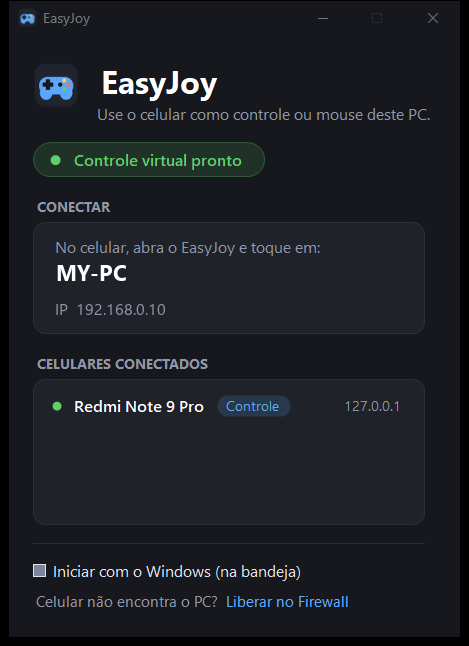 EasyJoy
EasyJoy
Use o celular como controle ou mouse deste PC.
Controle virtual pronto
CONECTAR
No celular, abra o EasyJoy e toque em:
MY-PC
IP 192.168.0.10
CELULARES CONECTADOS
Redmi Note 9 Pro Controle 127.0.0.1
Iniciar com o Windows (na bandeja)
Celular não encontra o PC? Liberar no Firewall